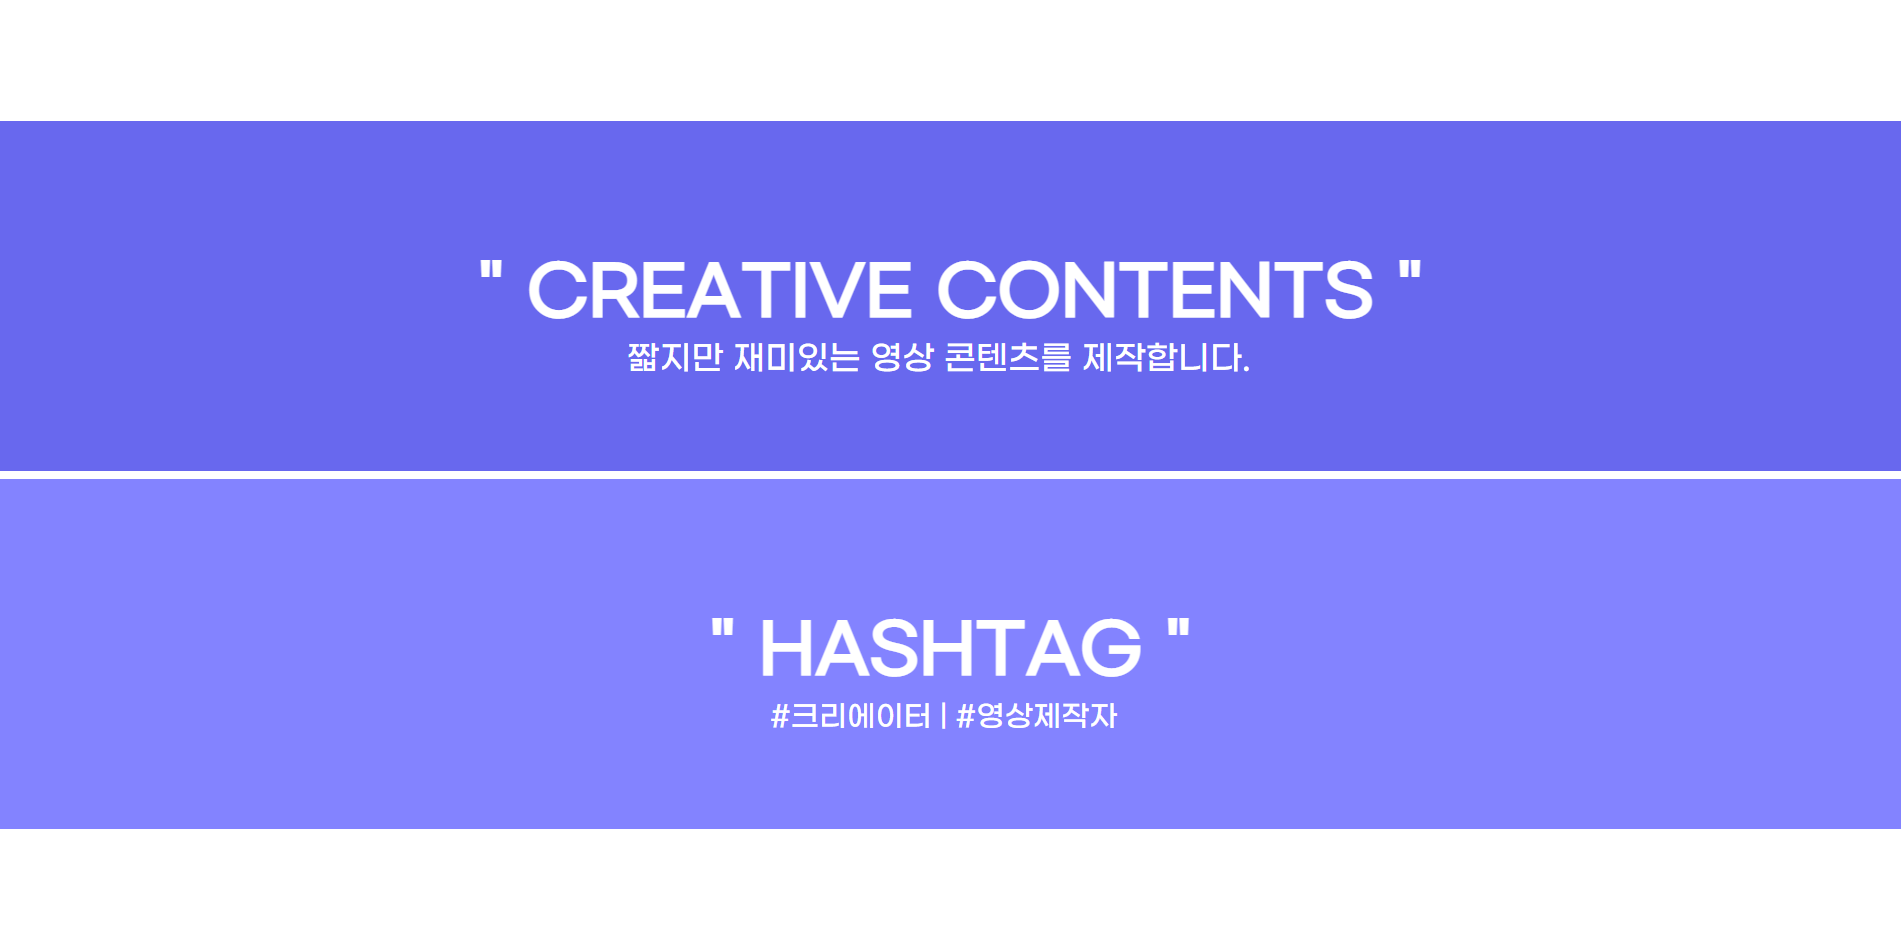 " CREATIVE CONTENTS "
짧지만 재미있는 영상 콘텐츠를 제작합니다.
" HASHTAG "
#크리에이터 | #영상제작자